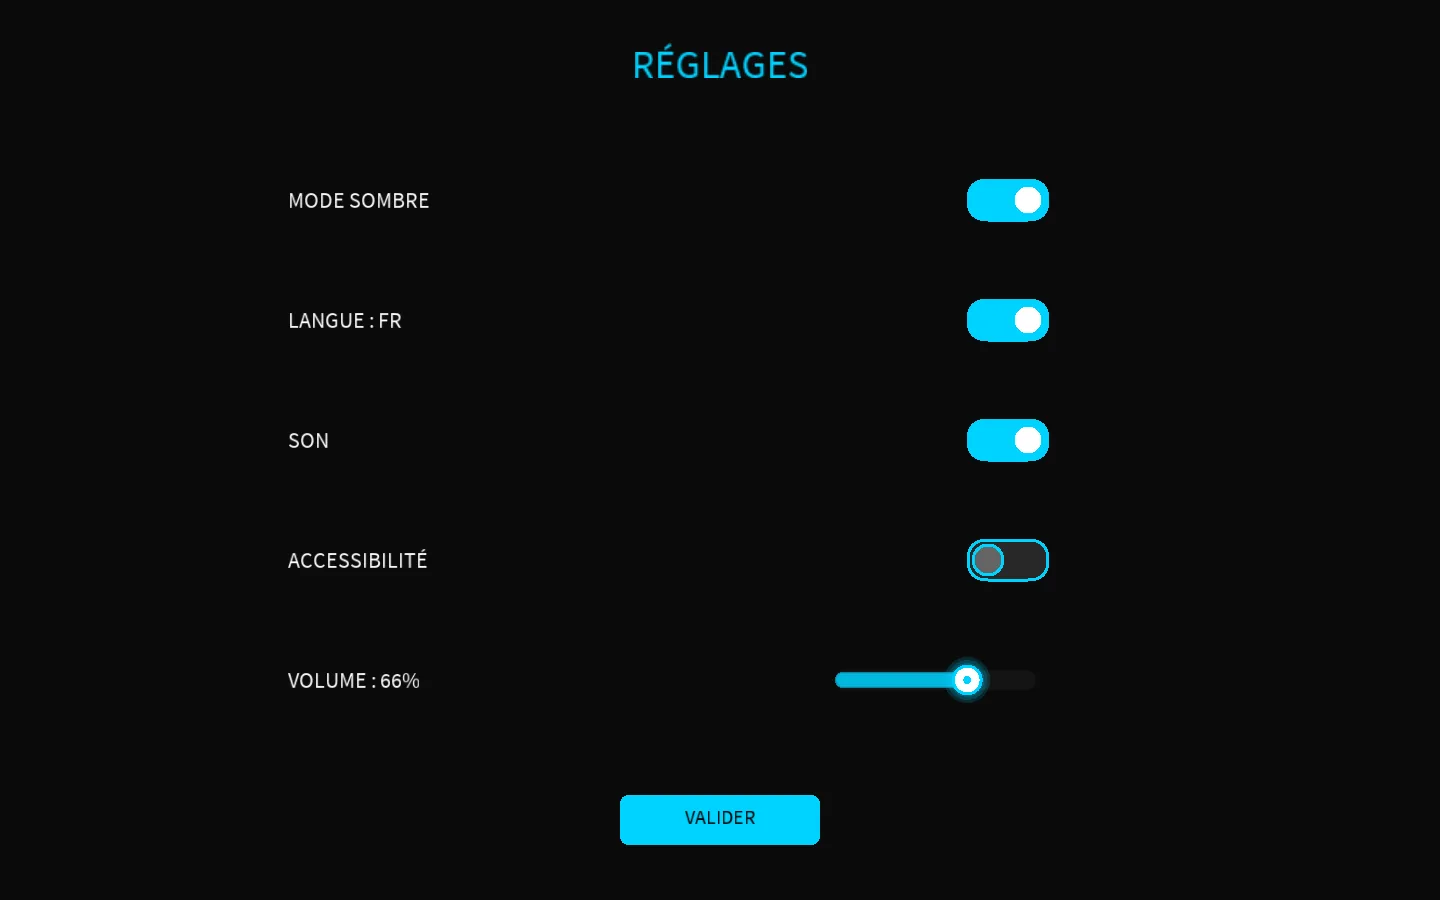 RÉGLAGES
MODE SOMBRE
LANGUE : FR
SON
ACCESSIBILITÉ
VOLUME : 66%
VALIDER